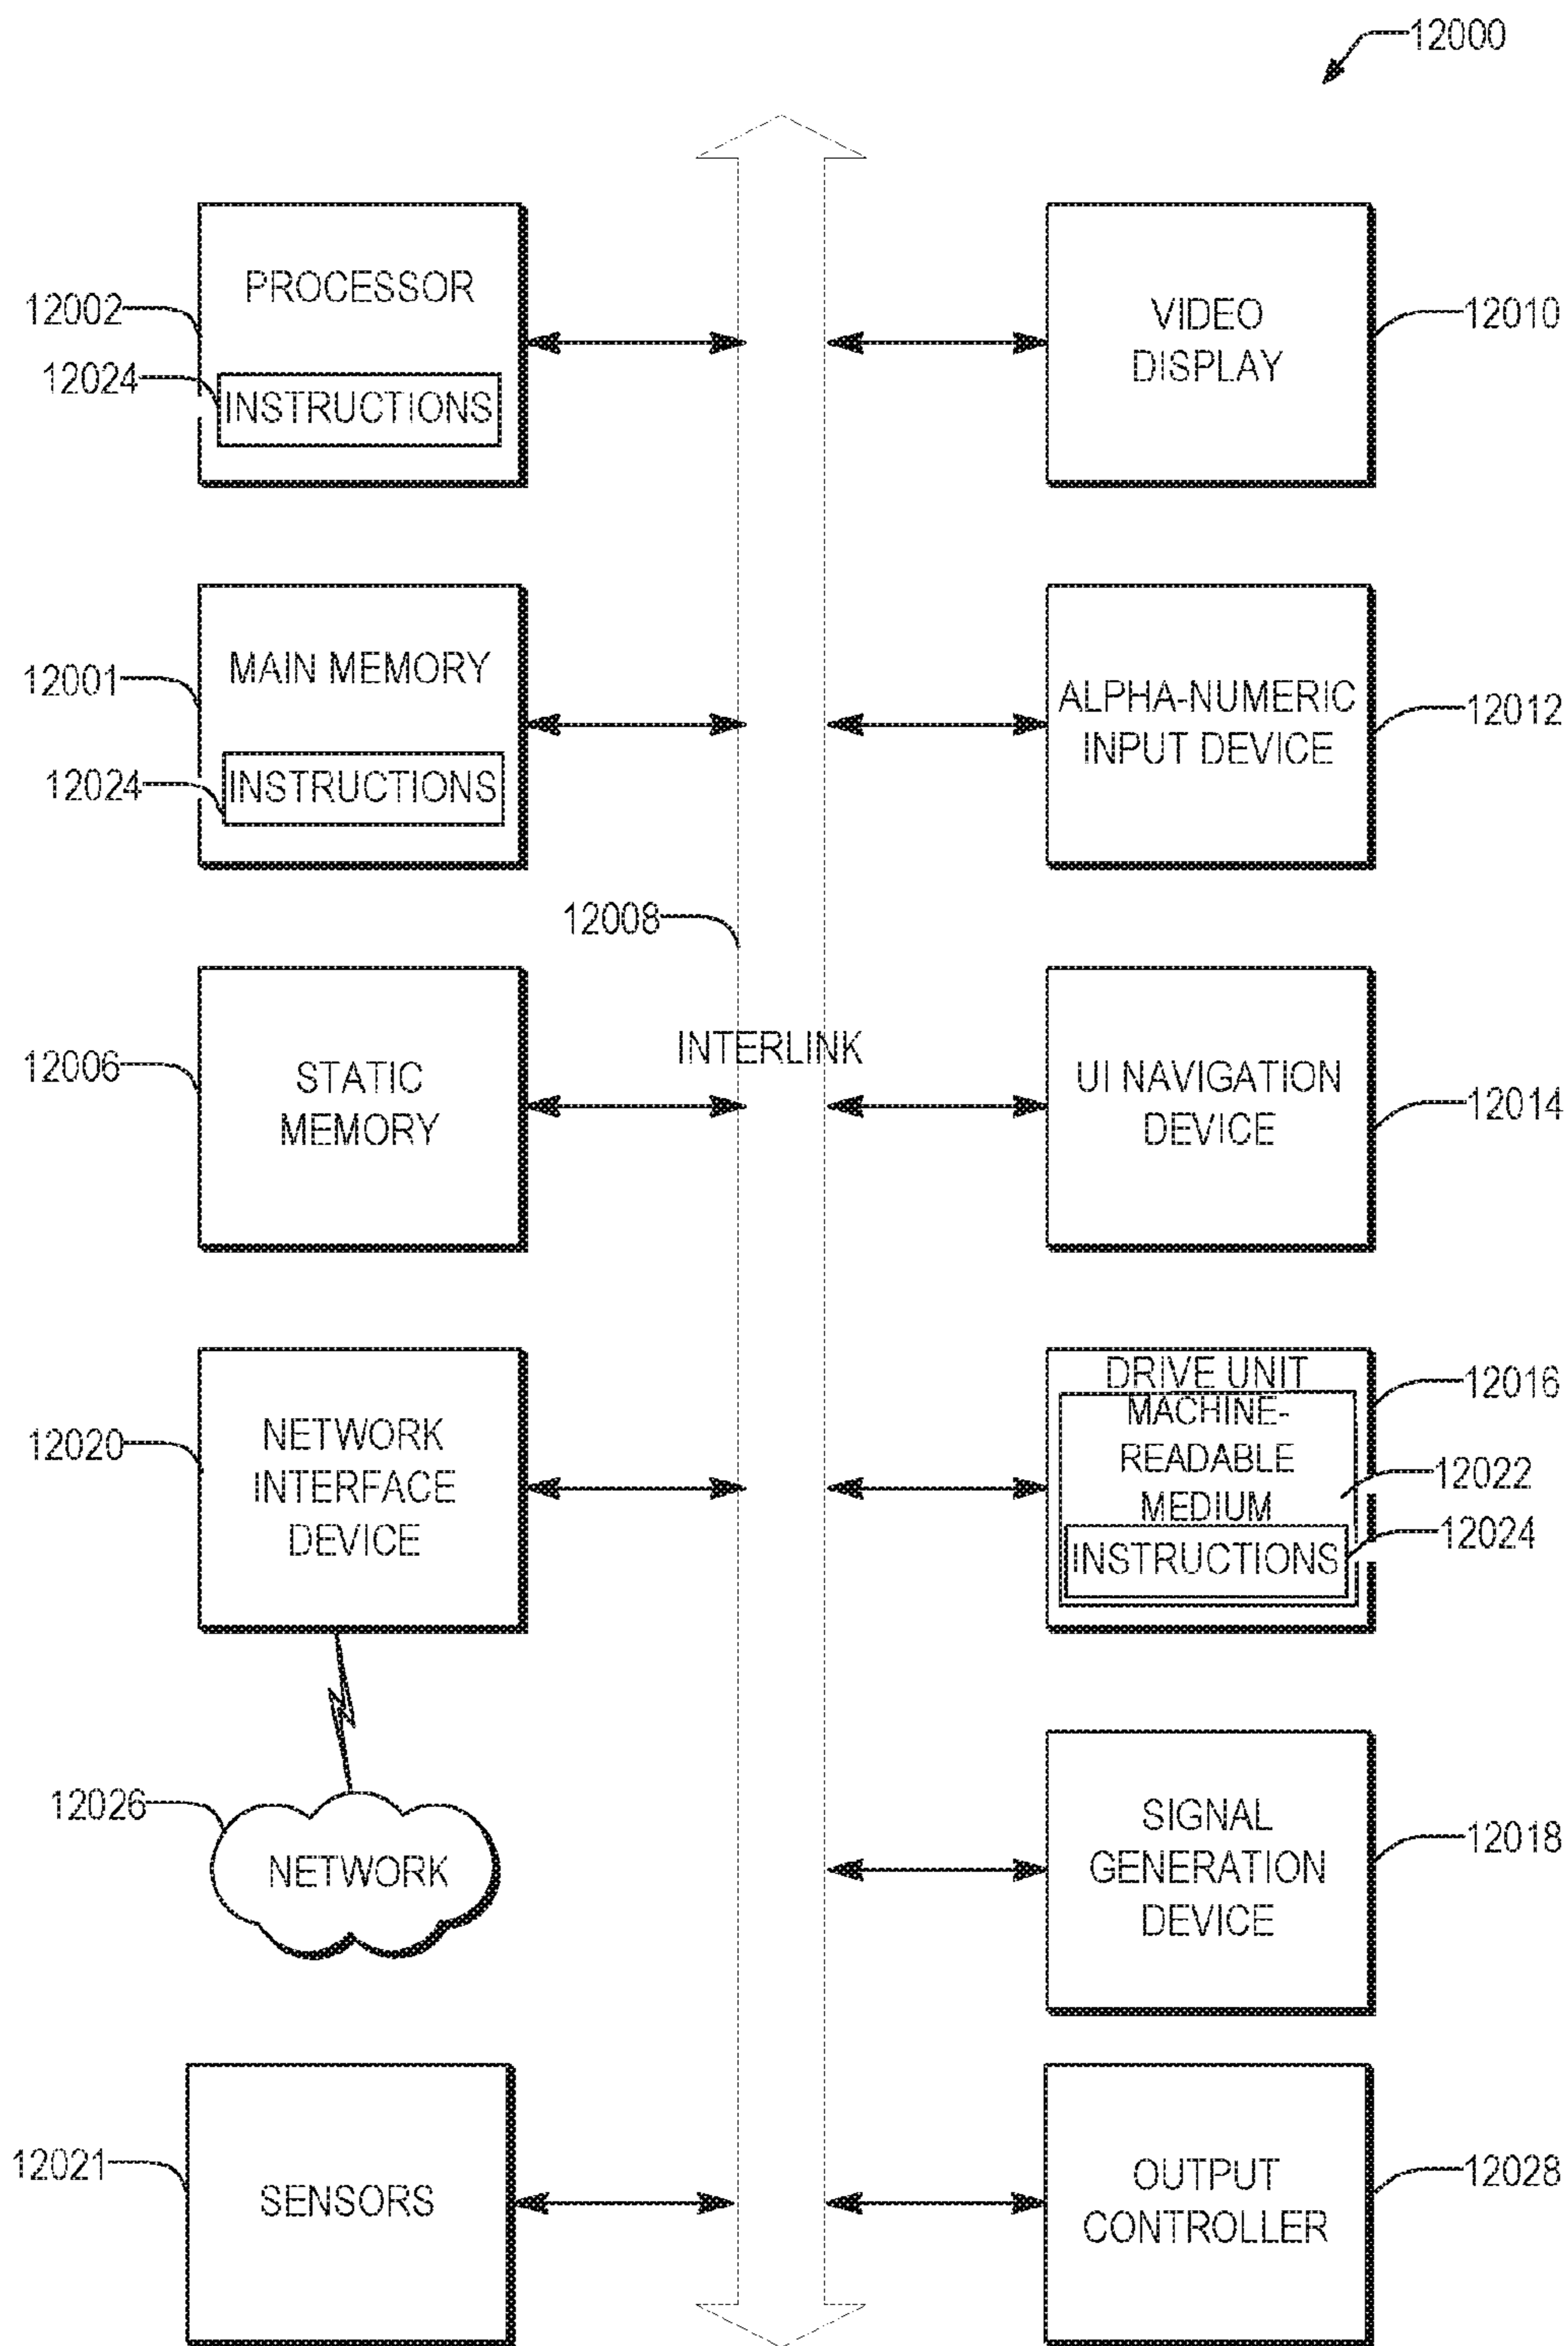 12000
PROCESSOR
12002
12024
INSTRUCTIONS
VIDEO
DISPLAY
12010
MAIN MEMORY
12001
12024
INSTRUCTIONS
ALPHA-NUMERIC
INPUT DEVICE
12012
12008
INTERLINK
12006
STATIC
MEMORY
UI NAVIGATION
DEVICE
12014
12020
NETWORK
INTERFACE
DEVICE
DRIVE UNIT
12016
MACHINE-
READABLE
MEDIUM
12022
INSTRUCTIONS
12024
12026
NETWORK
SIGNAL
GENERATION
DEVICE
12018
12021
SENSORS
OUTPUT
CONTROLLER
12028